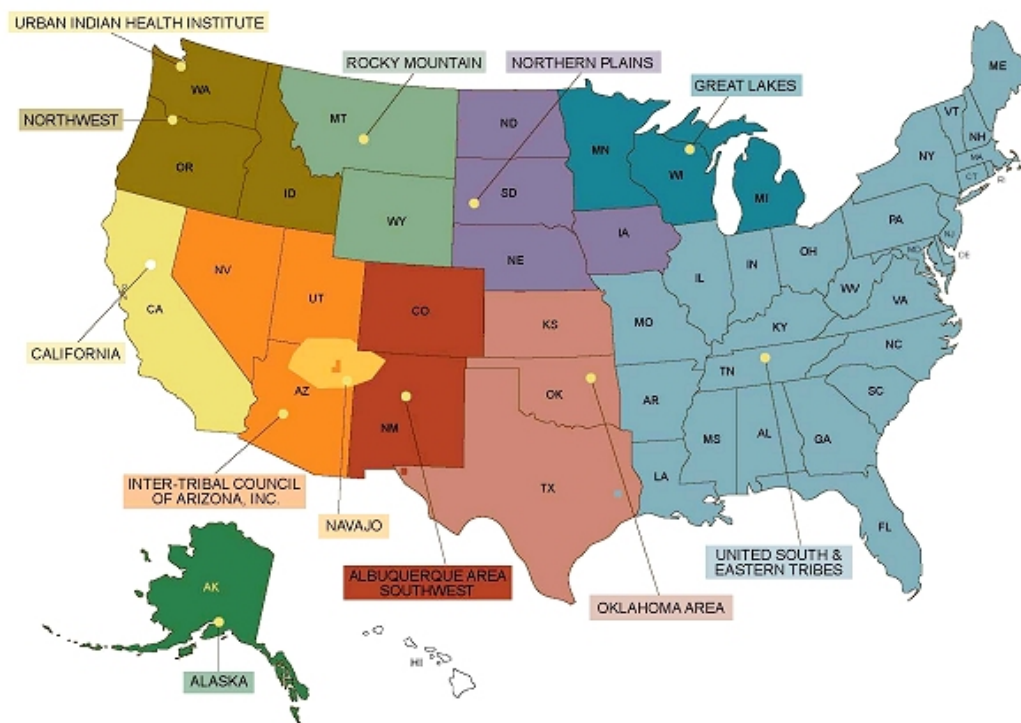 URBAN INDIAN HEALTH INSTITUTE
ROCKY MOUNTAIN
NORTHERN PLAINS
GREAT LAKES
NORTHWEST
WA
OR
ID
MT
WY
ND
SD
NE
IA
MN
WI
MI
ME
VT
NH
MA
CT
RI
NY
PA
NJ
MD
DE
OH
IN
IL
WV
VA
KY
MO
NC
TN
SC
AR
MS
AL
GA
LA
FL
KS
OK
TX
CO
NM
UT
NV
AZ
CA
CALIFORNIA
INTER-TRIBAL COUNCIL
OF ARIZONA, INC.
NAVAJO
ALBUQUERQUE AREA
SOUTHWEST
OKLAHOMA AREA
UNITED SOUTH &
EASTERN TRIBES
AK
ALASKA
HI